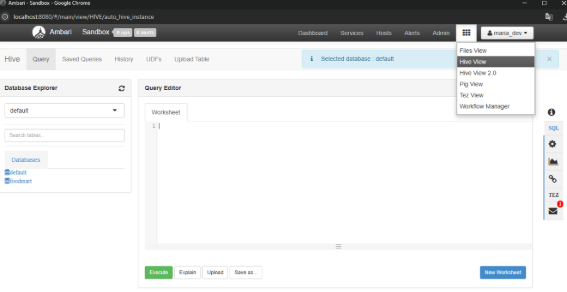 Ambari - Sandbox - Google Chrome
localhost:8080/#/main/view/HIVE/auto_hive_instance
Ambari Sandbox 0 ops 0 alerts Dashboard Services Hosts Alerts Admin maria_dev
Hive Query Saved Queries History UDFs Upload Table
Selected database : default
Files View
Hive View
Hive View 2.0
Pig View
Tez View
Workflow Manager
Database Explorer
default
Search tables...
Databases
default
foodmart
Query Editor
Worksheet
1
Execute Explain Upload Save as... New Worksheet
SQL
TEZ